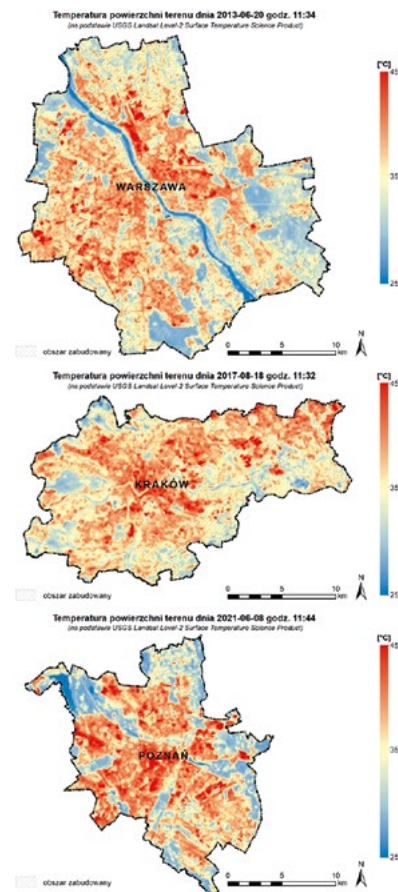 Temperatura powierzchni terenu dnia 2013-06-20 godz. 11:34
(na podstawie USGS Landsat Level-2 Surface Temperature Science Product)
[°C]
45
35
25
WARSZAWA
obszar zabudowany
0 5 10
km
N
Temperatura powierzchni terenu dnia 2017-08-18 godz. 11:32
(na podstawie USGS Landsat Level-2 Surface Temperature Science Product)
[°C]
45
35
25
KRAKÓW
obszar zabudowany
0 5 10
km
N
Temperatura powierzchni terenu dnia 2021-06-08 godz. 11:44
(na podstawie USGS Landsat Level-2 Surface Temperature Science Product)
[°C]
45
35
25
POZNAŃ
obszar zabudowany
0 5 10
km
N